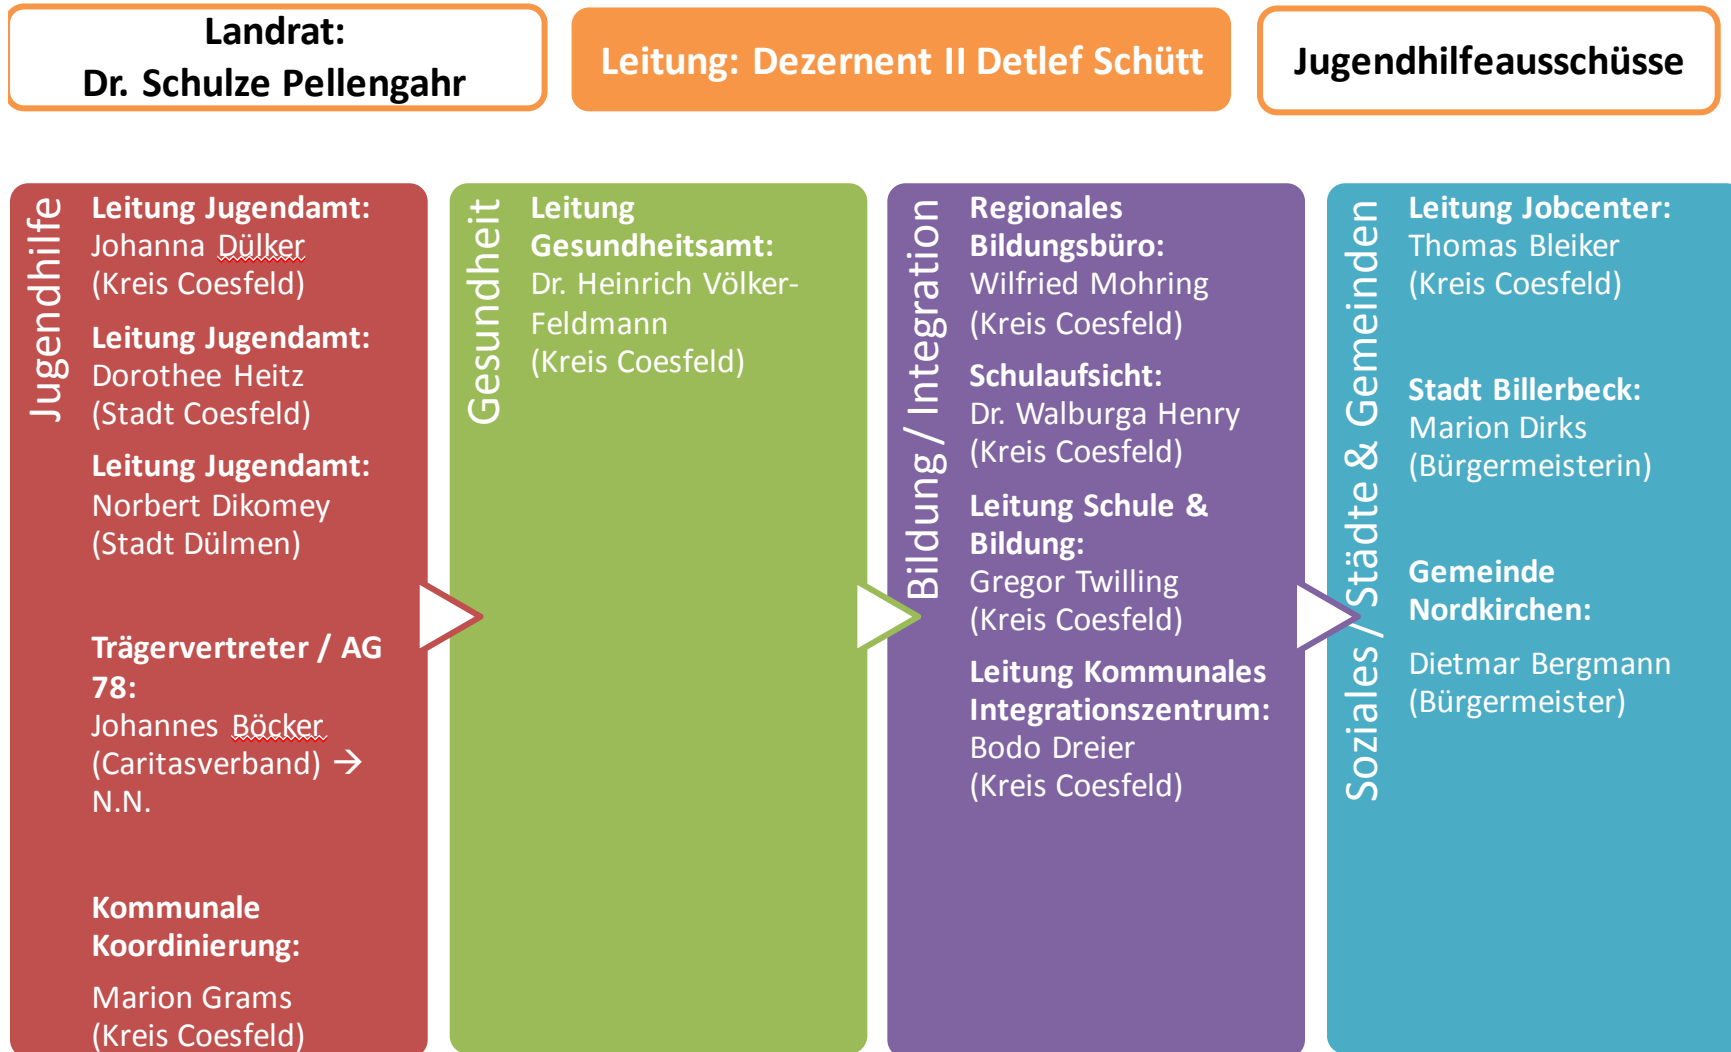 Landrat:
Dr. Schulze Pellengahr
Leitung: Dezernent II Detlef Schütt
Jugendhilfeausschüsse
Jugendhilfe
Leitung Jugendamt:
Johanna Dülker
(Kreis Coesfeld)
Leitung Jugendamt:
Dorothee Heitz
(Stadt Coesfeld)
Leitung Jugendamt:
Norbert Dikomey
(Stadt Dülmen)
Trägervertreter / AG
78:
Johannes Böcker
(Caritasverband) →
N.N.
Kommunale
Koordinierung:
Marion Grams
(Kreis Coesfeld)
Gesundheit
Leitung
Gesundheitsamt:
Dr. Heinrich Völker-
Feldmann
(Kreis Coesfeld)
Bildung / Integration
Regionales
Bildungsbüro:
Wilfried Mohring
(Kreis Coesfeld)
Schulaufsicht:
Dr. Walburga Henry
(Kreis Coesfeld)
Leitung Schule &
Bildung:
Gregor Twilling
(Kreis Coesfeld)
Leitung Kommunales
Integrationszentrum:
Bodo Dreier
(Kreis Coesfeld)
Soziales / Städte & Gemeinden
Leitung Jobcenter:
Thomas Bleiker
(Kreis Coesfeld)
Stadt Billerbeck:
Marion Dirks
(Bürgermeisterin)
Gemeinde
Nordkirchen:
Dietmar Bergmann
(Bürgermeister)